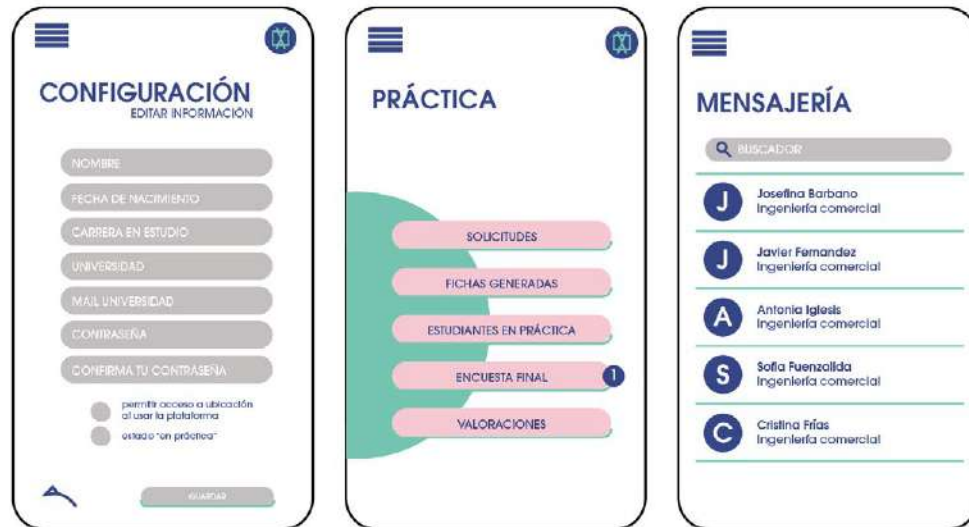 CONFIGURACIÓN
EDITAR INFORMACIÓN
NOMBRE
FECHA DE NACIMIENTO
CARRERA EN ESTUDIO
UNIVERSIDAD
MAIL UNIVERSIDAD
CONTRASEÑA
CONFIRMA TU CONTRASEÑA
permitir acceso a ubicación
al usar la plataforma
estado "en práctica"
GUARDAR
PRÁCTICA
SOLICITUDES
FICHAS GENERADAS
ESTUDIANTES EN PRÁCTICA
ENCUESTA FINAL 1
VALORACIONES
MENSAJERÍA
BUSCADOR
J
Josefina Barbano
Ingeniería comercial
J
Javier Fernandez
Ingeniería comercial
A
Antonia Iglesis
Ingeniería comercial
S
Sofia Fuenzalida
Ingeniería comercial
C
Cristina Frías
Ingeniería comercial